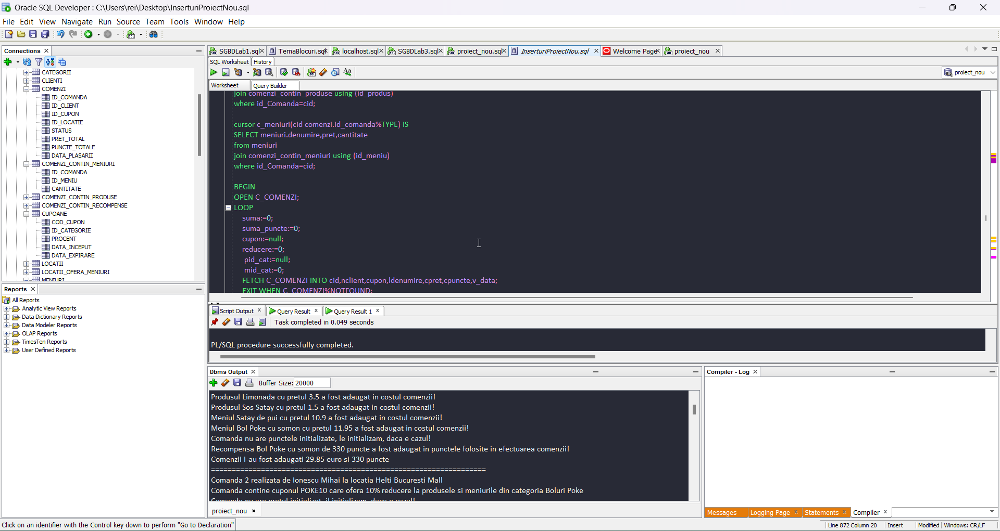 Oracle SQL Developer : C:\Users\rei\Desktop\InserturiProiectNou.sql
File Edit View Navigate Run Source Team Tools Window Help
Connections
CATEGORII
CLIENTI
COMENZI
ID_COMANDA
ID_CLIENT
ID_CUPON
ID_LOCATIE
STATUS
PRET_TOTAL
PUNCTE_TOTALE
DATA_PLASARII
COMENZI_CONTIN_MENIURI
ID_COMANDA
ID_MENIU
CANTITATE
COMENZI_CONTIN_PRODUSE
COMENZI_CONTIN_RECOMPENSE
CUPOANE
COD_CUPON
ID_CATEGORIE
PROCENT
DATA_INCEPUT
DATA_EXPIRARE
LOCATII
LOCATII_OFERA_MENIURI
MENIURI
Reports
All Reports
Analytic View Reports
Data Dictionary Reports
Data Modeler Reports
OLAP Reports
TimesTen Reports
User Defined Reports
SGBDLab1.sql TemaBlocuri.sql localhost.sql SGBDLab3.sql proiect_nou.sql InserturiProiectNou.sql Welcome Page proiect_nou
SQL Worksheet History
proiect_nou
Worksheet Query Builder
join comenzi_contin_produse using (id_produs)
where id_Comanda=cid;
cursor c_meniuri(cid comenzi.id_comanda%TYPE) IS
SELECT meniuri.denumire,pret,cantitate
from meniuri
join comenzi_contin_meniuri using (id_meniu)
where id_Comanda=cid;
BEGIN
OPEN C_COMENZI;
LOOP
suma:=0;
suma_puncte:=0;
cupon:=null;
reducere:=0;
pid_cat:=null;
mid_cat:=0;
FETCH C_COMENZI INTO cid,nclient,cupon,ldenumire,cpret,cpuncte,v_data;
EXIT WHEN C_COMENZI%NOTFOUND;
Script Output Query Result Query Result 1
Task completed in 0.049 seconds
PL/SQL procedure successfully completed.
Dbms Output
Buffer Size: 20000
Produsul Limonada cu pretul 3.5 a fost adaugat in costul comenzii!
Produsul Sos Satay cu pretul 1.5 a fost adaugat in costul comenzii!
Meniul Satay de pui cu pretul 10.9 a fost adaugat in costul comenzii!
Meniul Bol Poke cu somon cu pretul 11.95 a fost adaugat in costul comenzii!
Comanda nu are punctele initializate, le initializam, daca e cazul!
Recompensa Bol Poke cu somon de 330 puncte a fost adaugat in punctele folosite in efectuarea comenzii!
Comenzii i-au fost adaugati 29.85 euro si 330 puncte
==================================================================
Comanda 2 realizata de Ionescu Mihai la locatia Helti Bucuresti Mall
Comanda contine cuponul POKE10 care ofera 10% reducere la produsele si meniurile din categoria Boluri Poke
Comanda nu are pretul initializat, il initializam, daca e cazul!
proiect_nou
Compiler - Log
Messages Logging Page Statements Compiler
Click on an identifier with the Control key down to perform "Go to Declaration"
Line 872 Column 20 Insert Modified Windows: CR/LF